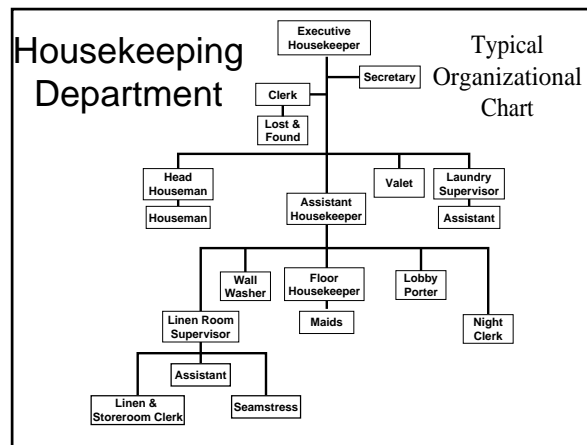 Housekeeping
Department
Typical
Organizational
Chart
Executive
Housekeeper
Secretary
Clerk
Lost &
Found
Head
Houseman
Houseman
Assistant
Housekeeper
Valet
Laundry
Supervisor
Assistant
Wall
Washer
Floor
Housekeeper
Maids
Lobby
Porter
Night
Clerk
Linen Room
Supervisor
Assistant
Linen &
Storeroom Clerk
Seamstress